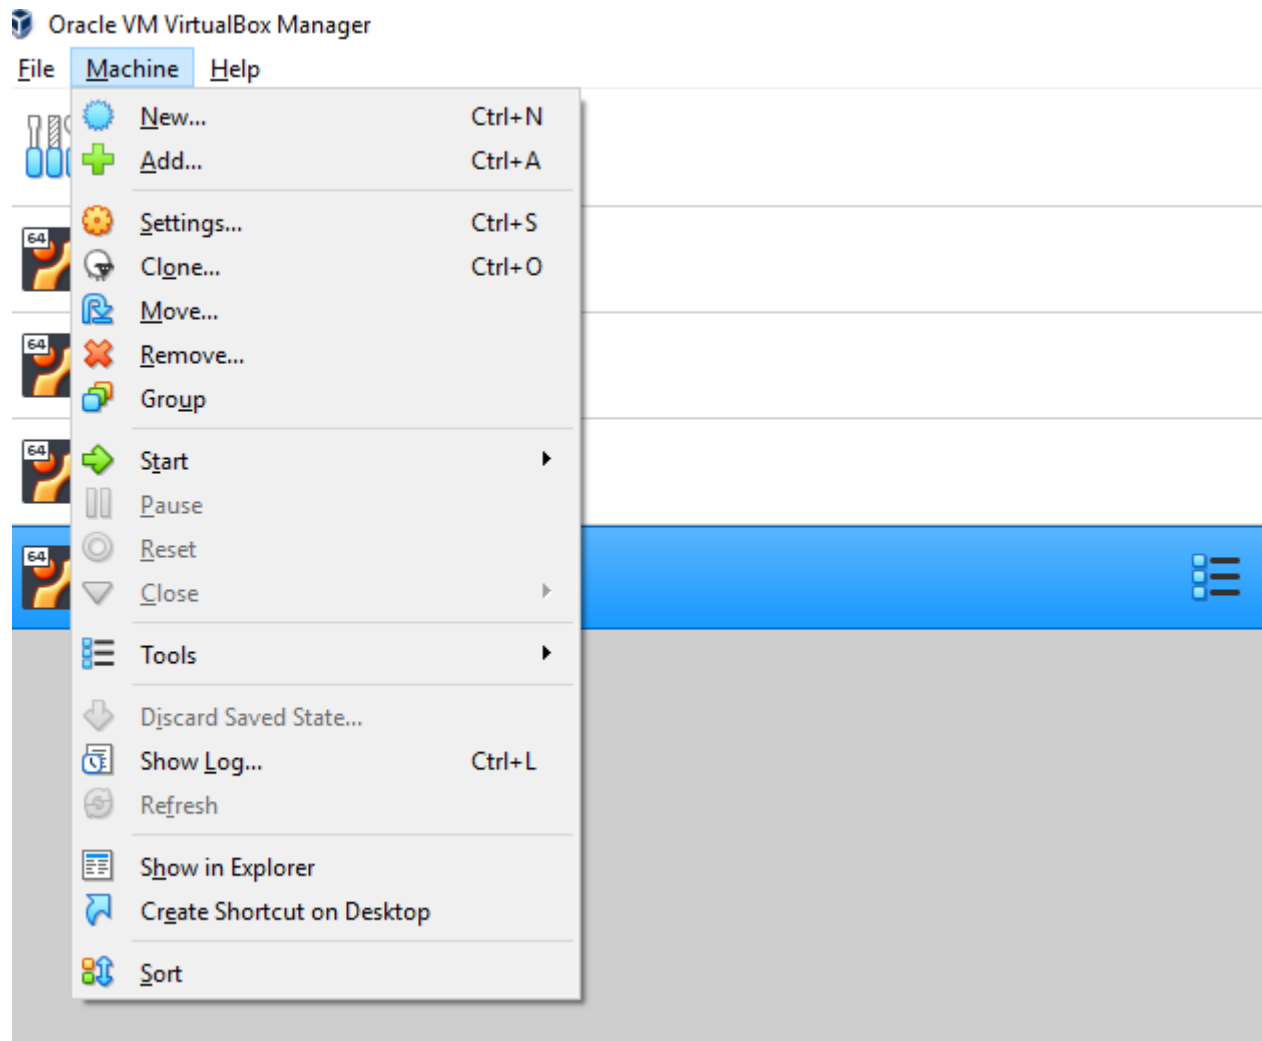 Oracle VM VirtualBox Manager
File Machine Help
New... Ctrl+N
Add... Ctrl+A
64
Settings... Ctrl+S
Clone... Ctrl+O
Move... 
64
Remove...
Group
64
Start
Pause
64
Reset
Close
Tools
Discard Saved State...
Show Log... Ctrl+L
Refresh
Show in Explorer
Create Shortcut on Desktop
Sort